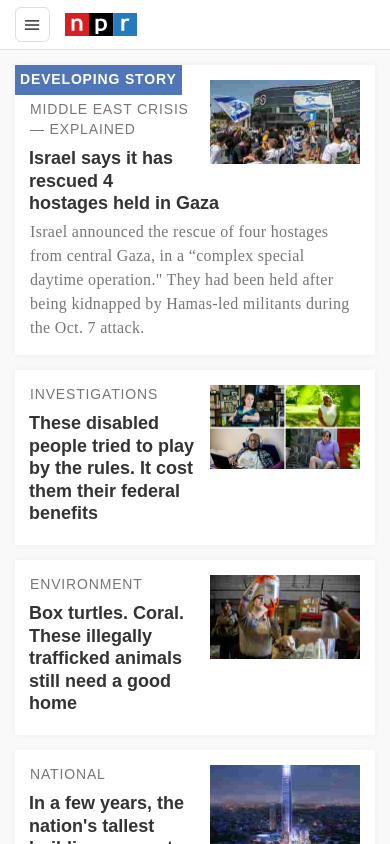 npr
DEVELOPING STORY
MIDDLE EAST CRISIS
— EXPLAINED
Israel says it has
rescued 4
hostages held in Gaza
Israel announced the rescue of four hostages
from central Gaza, in a “complex special
daytime operation." They had been held after
being kidnapped by Hamas-led militants during
the Oct. 7 attack.
INVESTIGATIONS
These disabled
people tried to play
by the rules. It cost
them their federal
benefits
ENVIRONMENT
Box turtles. Coral.
These illegally
trafficked animals
still need a good
home
NATIONAL
In a few years, the
nation's tallest